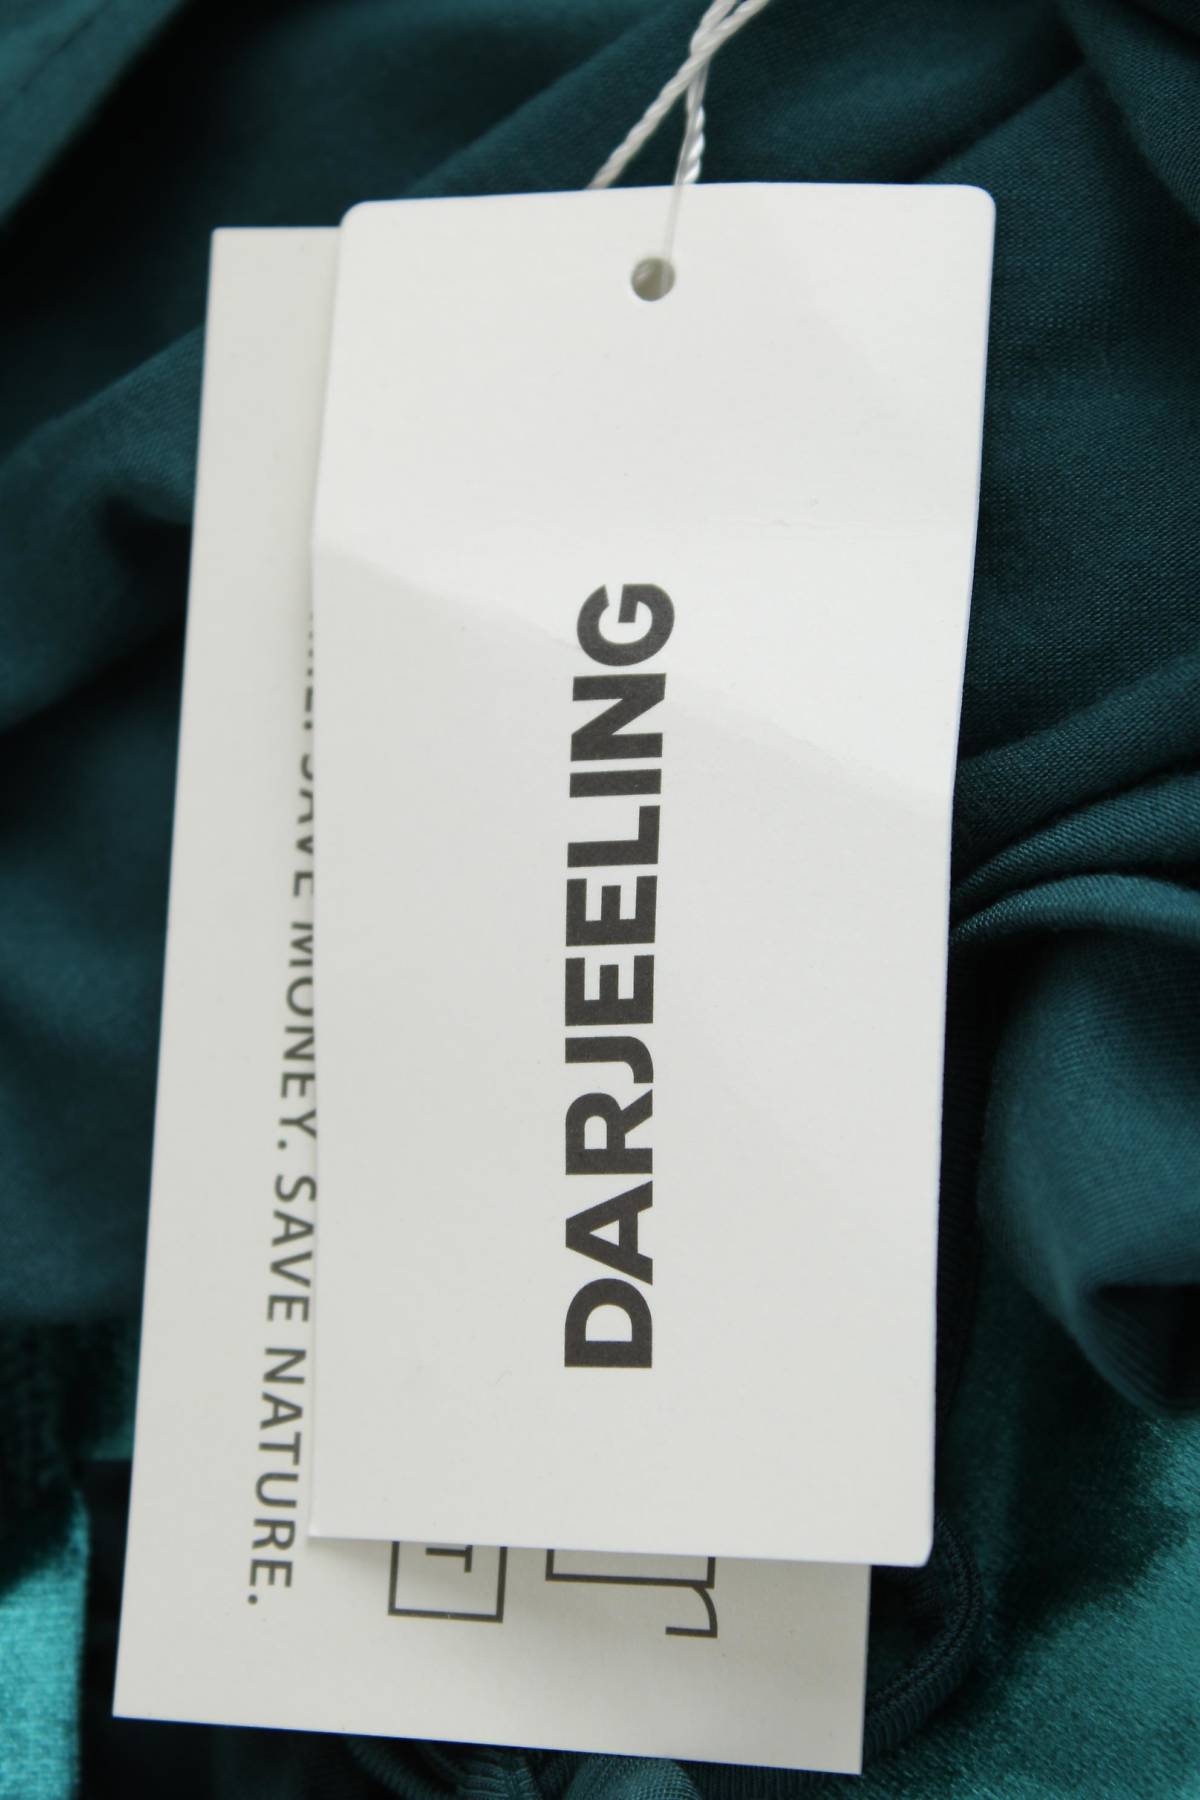 DARJEELING
SAVE MONEY. SAVE NATURE.
T